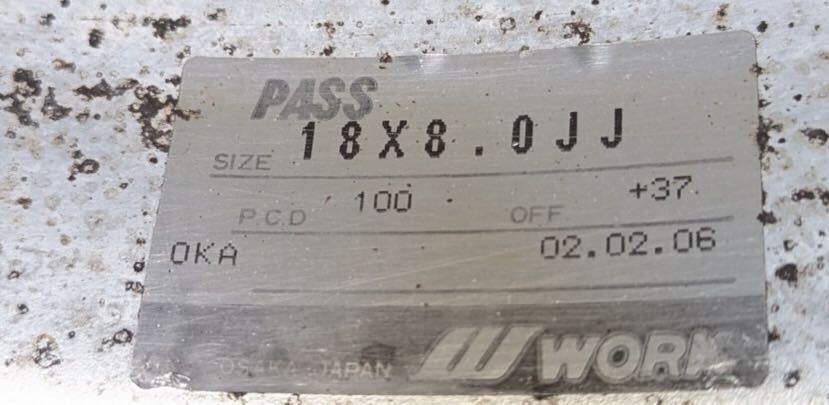 PASS
SIZE 18X8.0JJ
P.C.D 100 OFF. +37
OKA 02.02.06
OSAKA JAPAN WORK